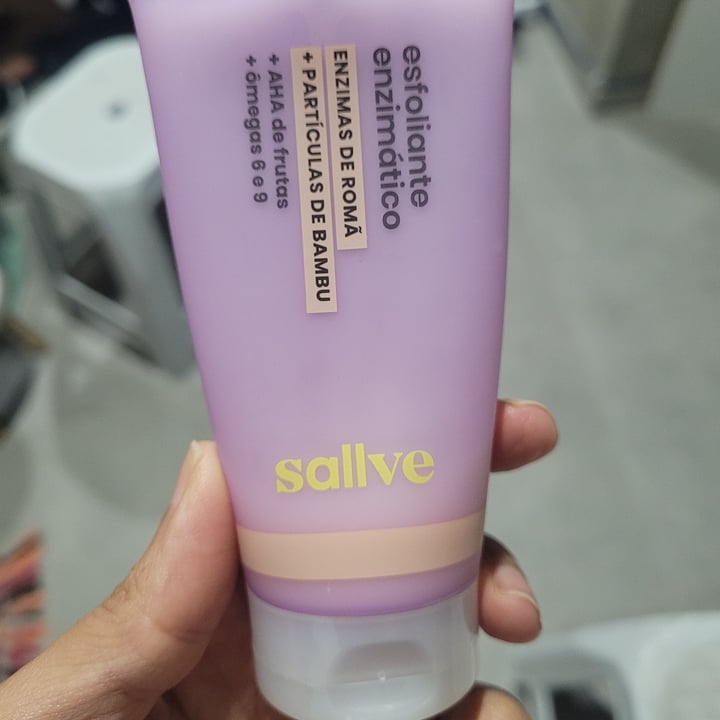 esfoliante
enzimático
ENZIMAS DE ROMÃ
+ PARTÍCULAS DE BAMBU
+ AHA de frutas
+ ômegas 6 e 9
sallve